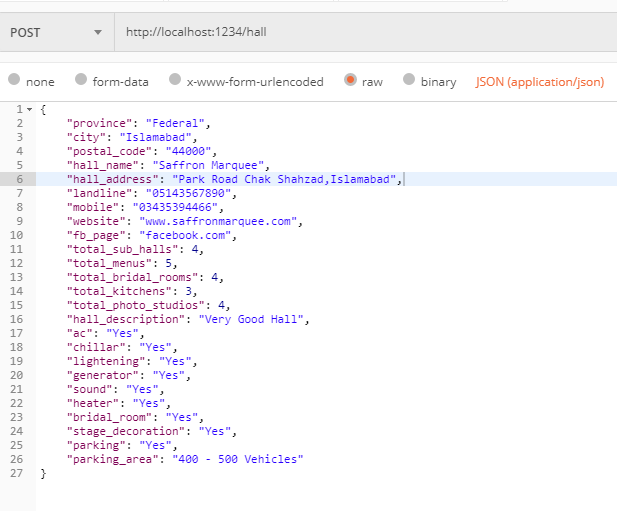 POST http://localhost:1234/hall
none form-data x-www-form-urlencoded raw binary JSON (application/json)
1 {
2 "province": "Federal",
3 "city": "Islamabad",
4 "postal_code": "44000",
5 "hall_name": "Saffron Marquee",
6 "hall_address": "Park Road Chak Shahzad,Islamabad",
7 "landline": "05143567890",
8 "mobile": "03435394466",
9 "website": "www.saffronmarquee.com",
10 "fb_page": "facebook.com",
11 "total_sub_halls": 4,
12 "total_menus": 5,
13 "total_bridal_rooms": 4,
14 "total_kitchens": 3,
15 "total_photo_studios": 4,
16 "hall_description": "Very Good Hall",
17 "ac": "Yes",
18 "chillar": "Yes",
19 "lightening": "Yes",
20 "generator": "Yes",
21 "sound": "Yes",
22 "heater": "Yes",
23 "bridal_room": "Yes",
24 "stage_decoration": "Yes",
25 "parking": "Yes",
26 "parking_area": "400 - 500 Vehicles"
27 }